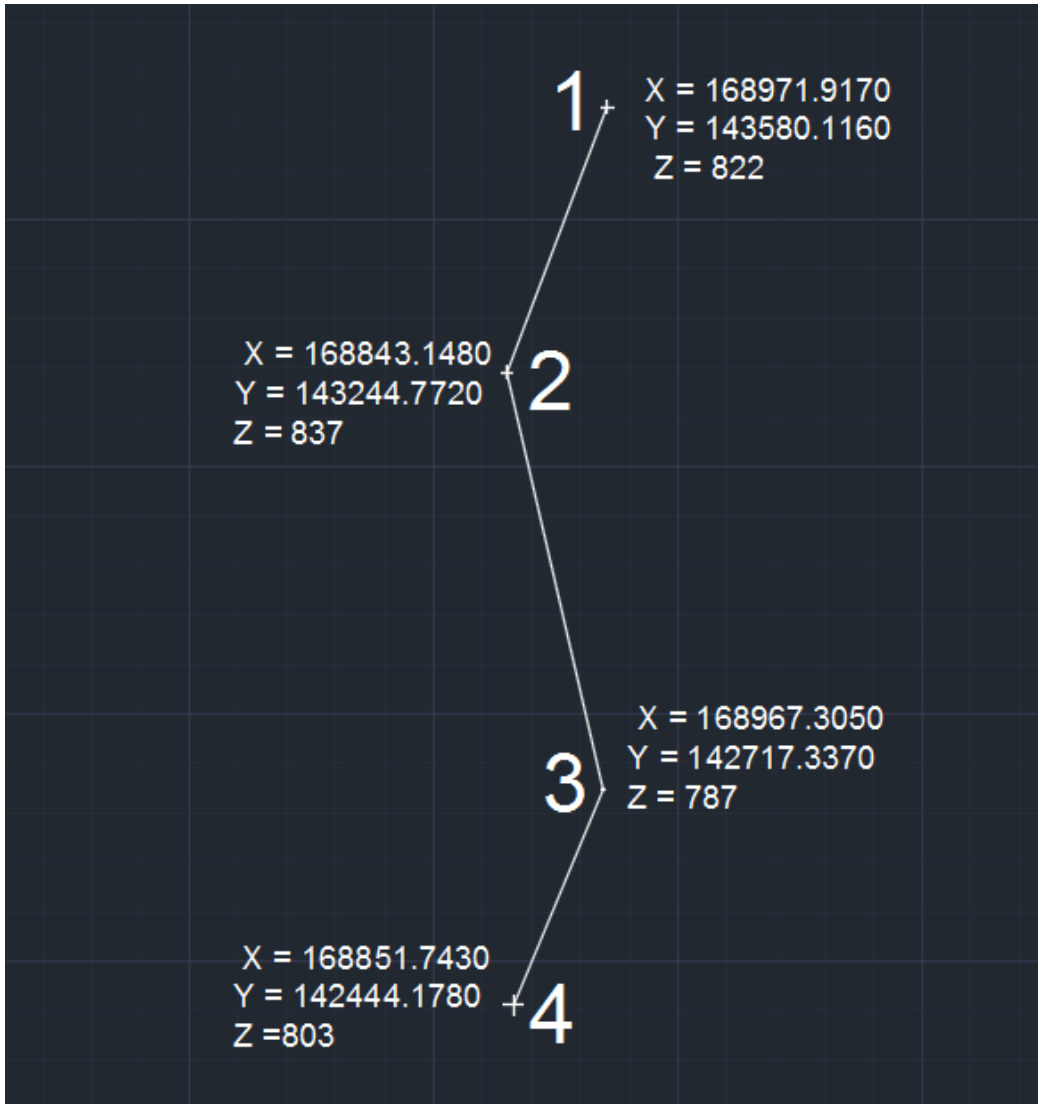 1
X = 168971.9170
Y = 143580.1160
Z = 822
X = 168843.1480
Y = 143244.7720
Z = 837
2
X = 168967.3050
Y = 142717.3370
Z = 787
3
X = 168851.7430
Y = 142444.1780
Z =803
4